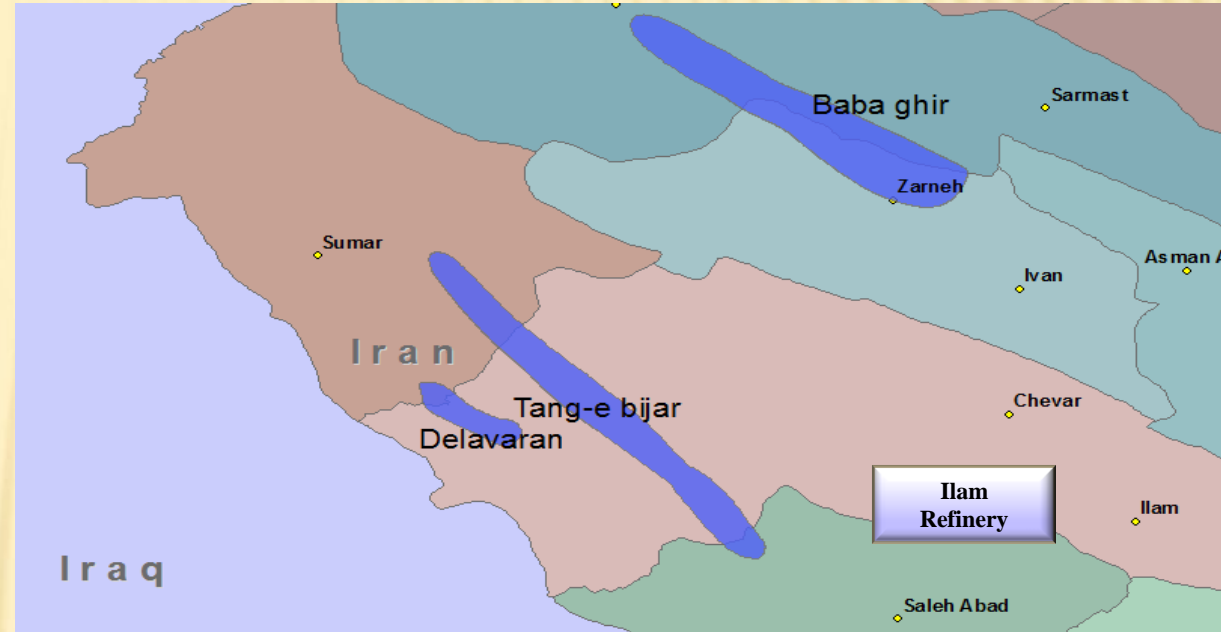 Sarmast
Baba ghir
Zarneh
Sumar
Asman A
Ivan
Iran
Chevar
Tang-e bijar
Delavaran
Ilam
Refinery
Ilam
Iraq
Saleh Abad